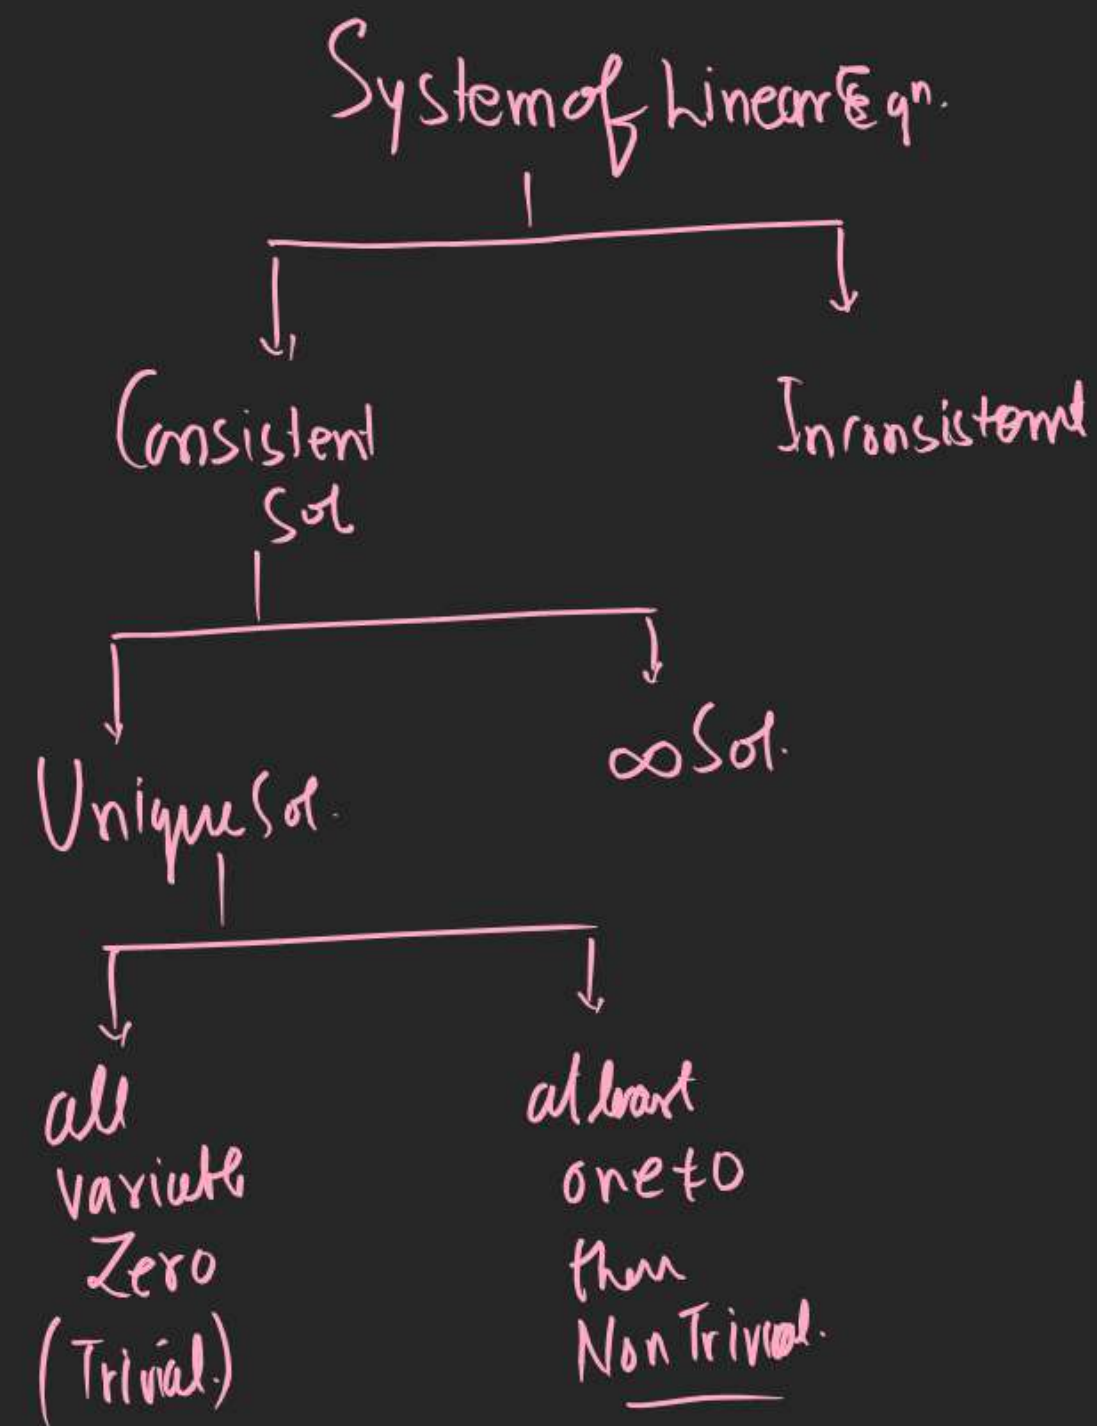 System of Linear Eqn.
Consistent
Sol
Inconsistent
Unique Sol.
∞ Sol.
all
variable
Zero
(Trivial.)
at least
one ≠ 0
then
Non Trivial.